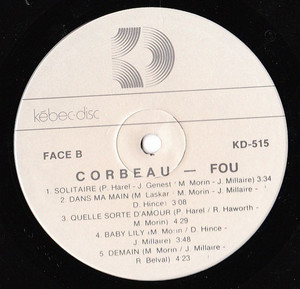 kébec-disc
FACE B
KD-515
CORBEAU — FOU
1 SOLITAIRE (P. Harel - J. Genest / M. Morin - J. Millaire) 3:34
2 DANS MA MAIN (M. Laskar / M. Morin - J. Millaire -
D. Hince) 3:08
3 QUELLE SORTE D'AMOUR (P. Harel / R. Haworth -
M. Morin) 4:29
4 BABY LILY (M. Morin / D. Hince -
J. Millaire) 3:48
5 DEMAIN (M. Morin / J. Millaire -
R. Belval) 4:23